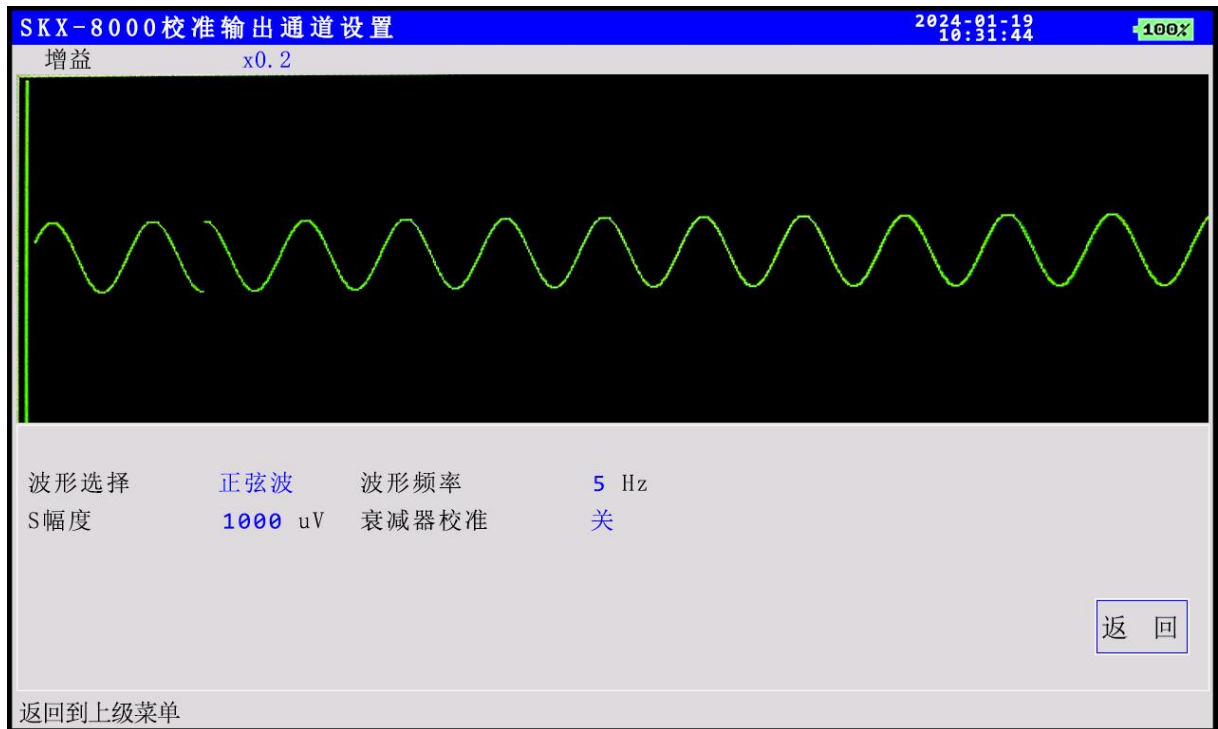 SKX-8000校准输出通道设置 2024-01-19 100%
10:31:44
增益 x0.2
波形选择 正弦波 波形频率 5 Hz
S幅度 1000 uV 衰减器校准 关
返 回
返回到上级菜单